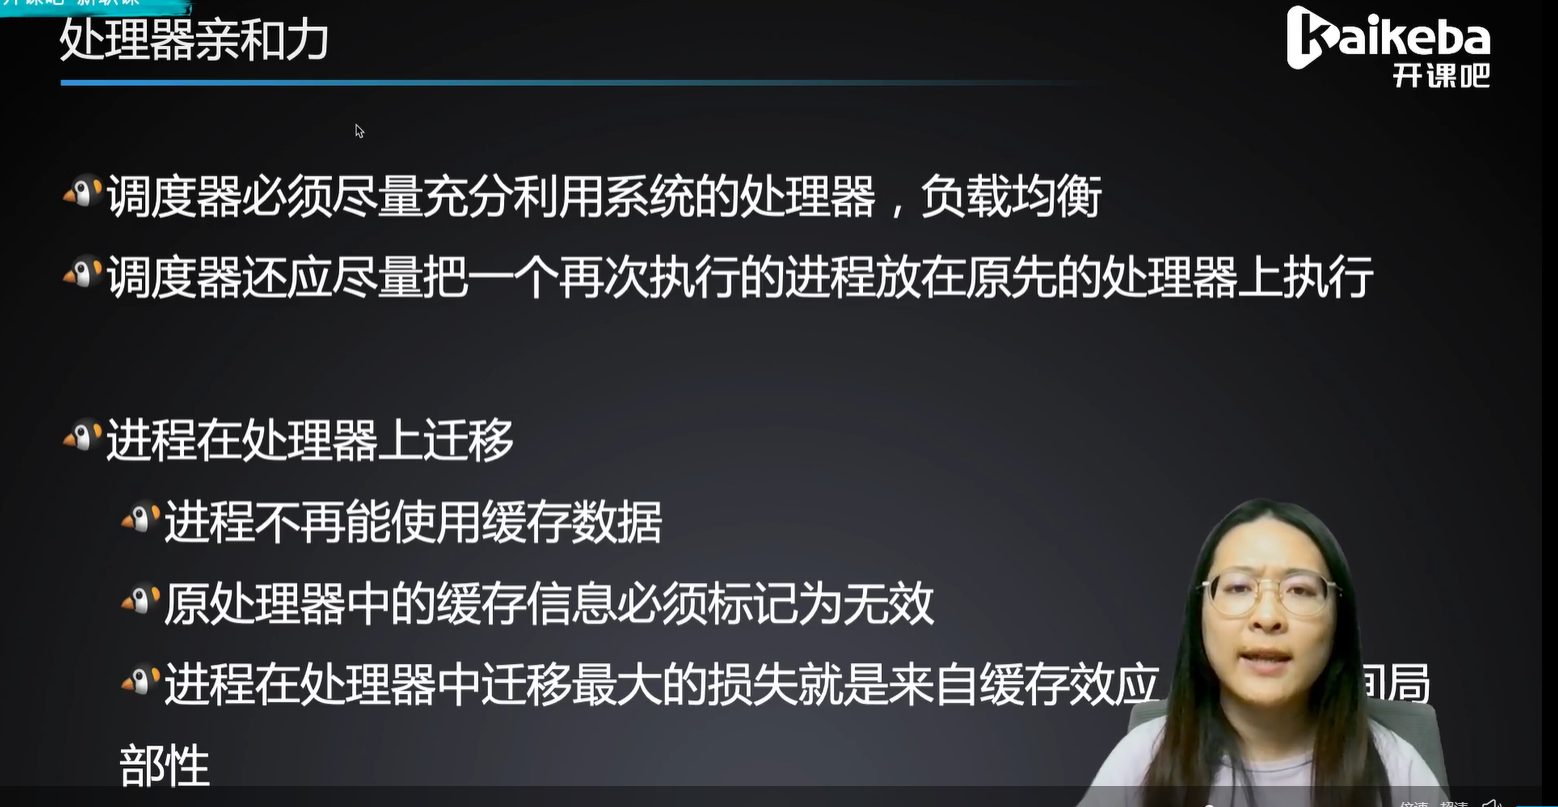 处理器亲和力
Kaikeba
开课吧
调度器必须尽量充分利用系统的处理器，负载均衡
调度器还应尽量把一个再次执行的进程放在原先的处理器上执行
进程在处理器上迁移
进程不再能使用缓存数据
原处理器中的缓存信息必须标记为无效
进程在处理器中迁移最大的损失就是来自缓存效应 局
部性
倍速 超清